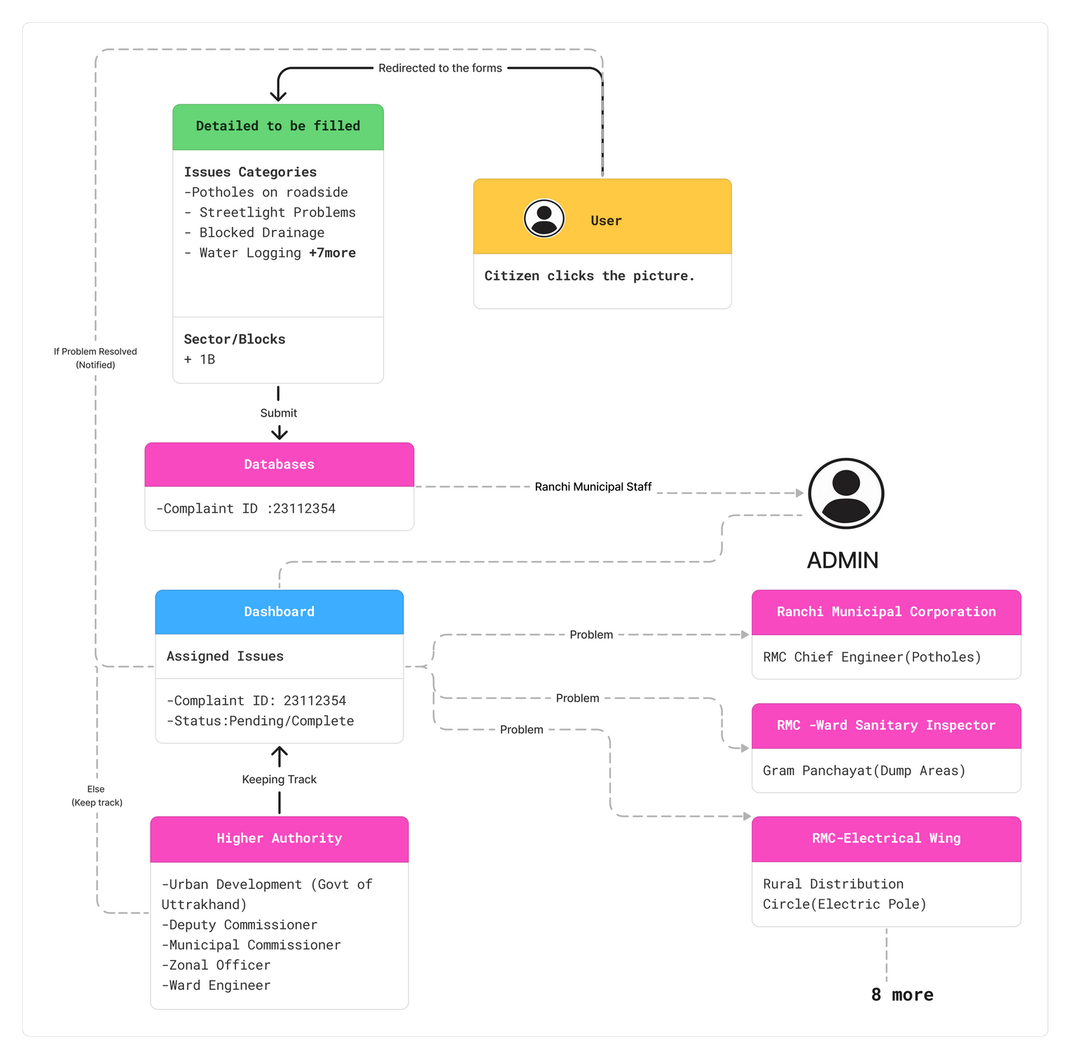 Redirected to the forms
Detailed to be filled
Issues Categories
-Potholes on roadside
- Streetlight Problems
- Blocked Drainage
- Water Logging +7more
Sector/Blocks
+ 1B
User
Citizen clicks the picture.
If Problem Resolved
(Notified)
Submit
Databases
-Complaint ID :23112354
Ranchi Municipal Staff
ADMIN
Dashboard
Assigned Issues
-Complaint ID: 23112354
-Status:Pending/Complete
Problem
Problem
Problem
Ranchi Municipal Corporation
RMC Chief Engineer(Potholes)
RMC -Ward Sanitary Inspector
Gram Panchayat(Dump Areas)
RMC-Electrical Wing
Rural Distribution
Circle(Electric Pole)
8 more
Keeping Track
Else
(Keep track)
Higher Authority
-Urban Development (Govt of
Uttrakhand)
-Deputy Commissioner
-Municipal Commissioner
-Zonal Officer
-Ward Engineer